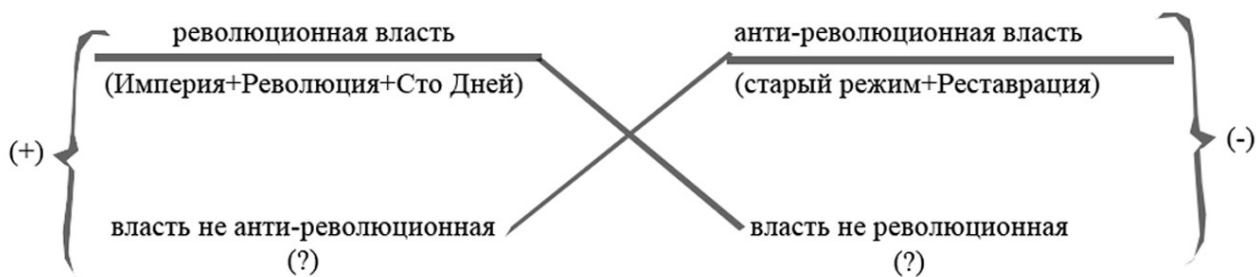 революционная власть
анти-революционная власть
(Империя+Революция+Сто Дней)
(старый режим+Реставрация)
(+)
(-)
власть не анти-революционная
власть не революционная
(?)
(?)